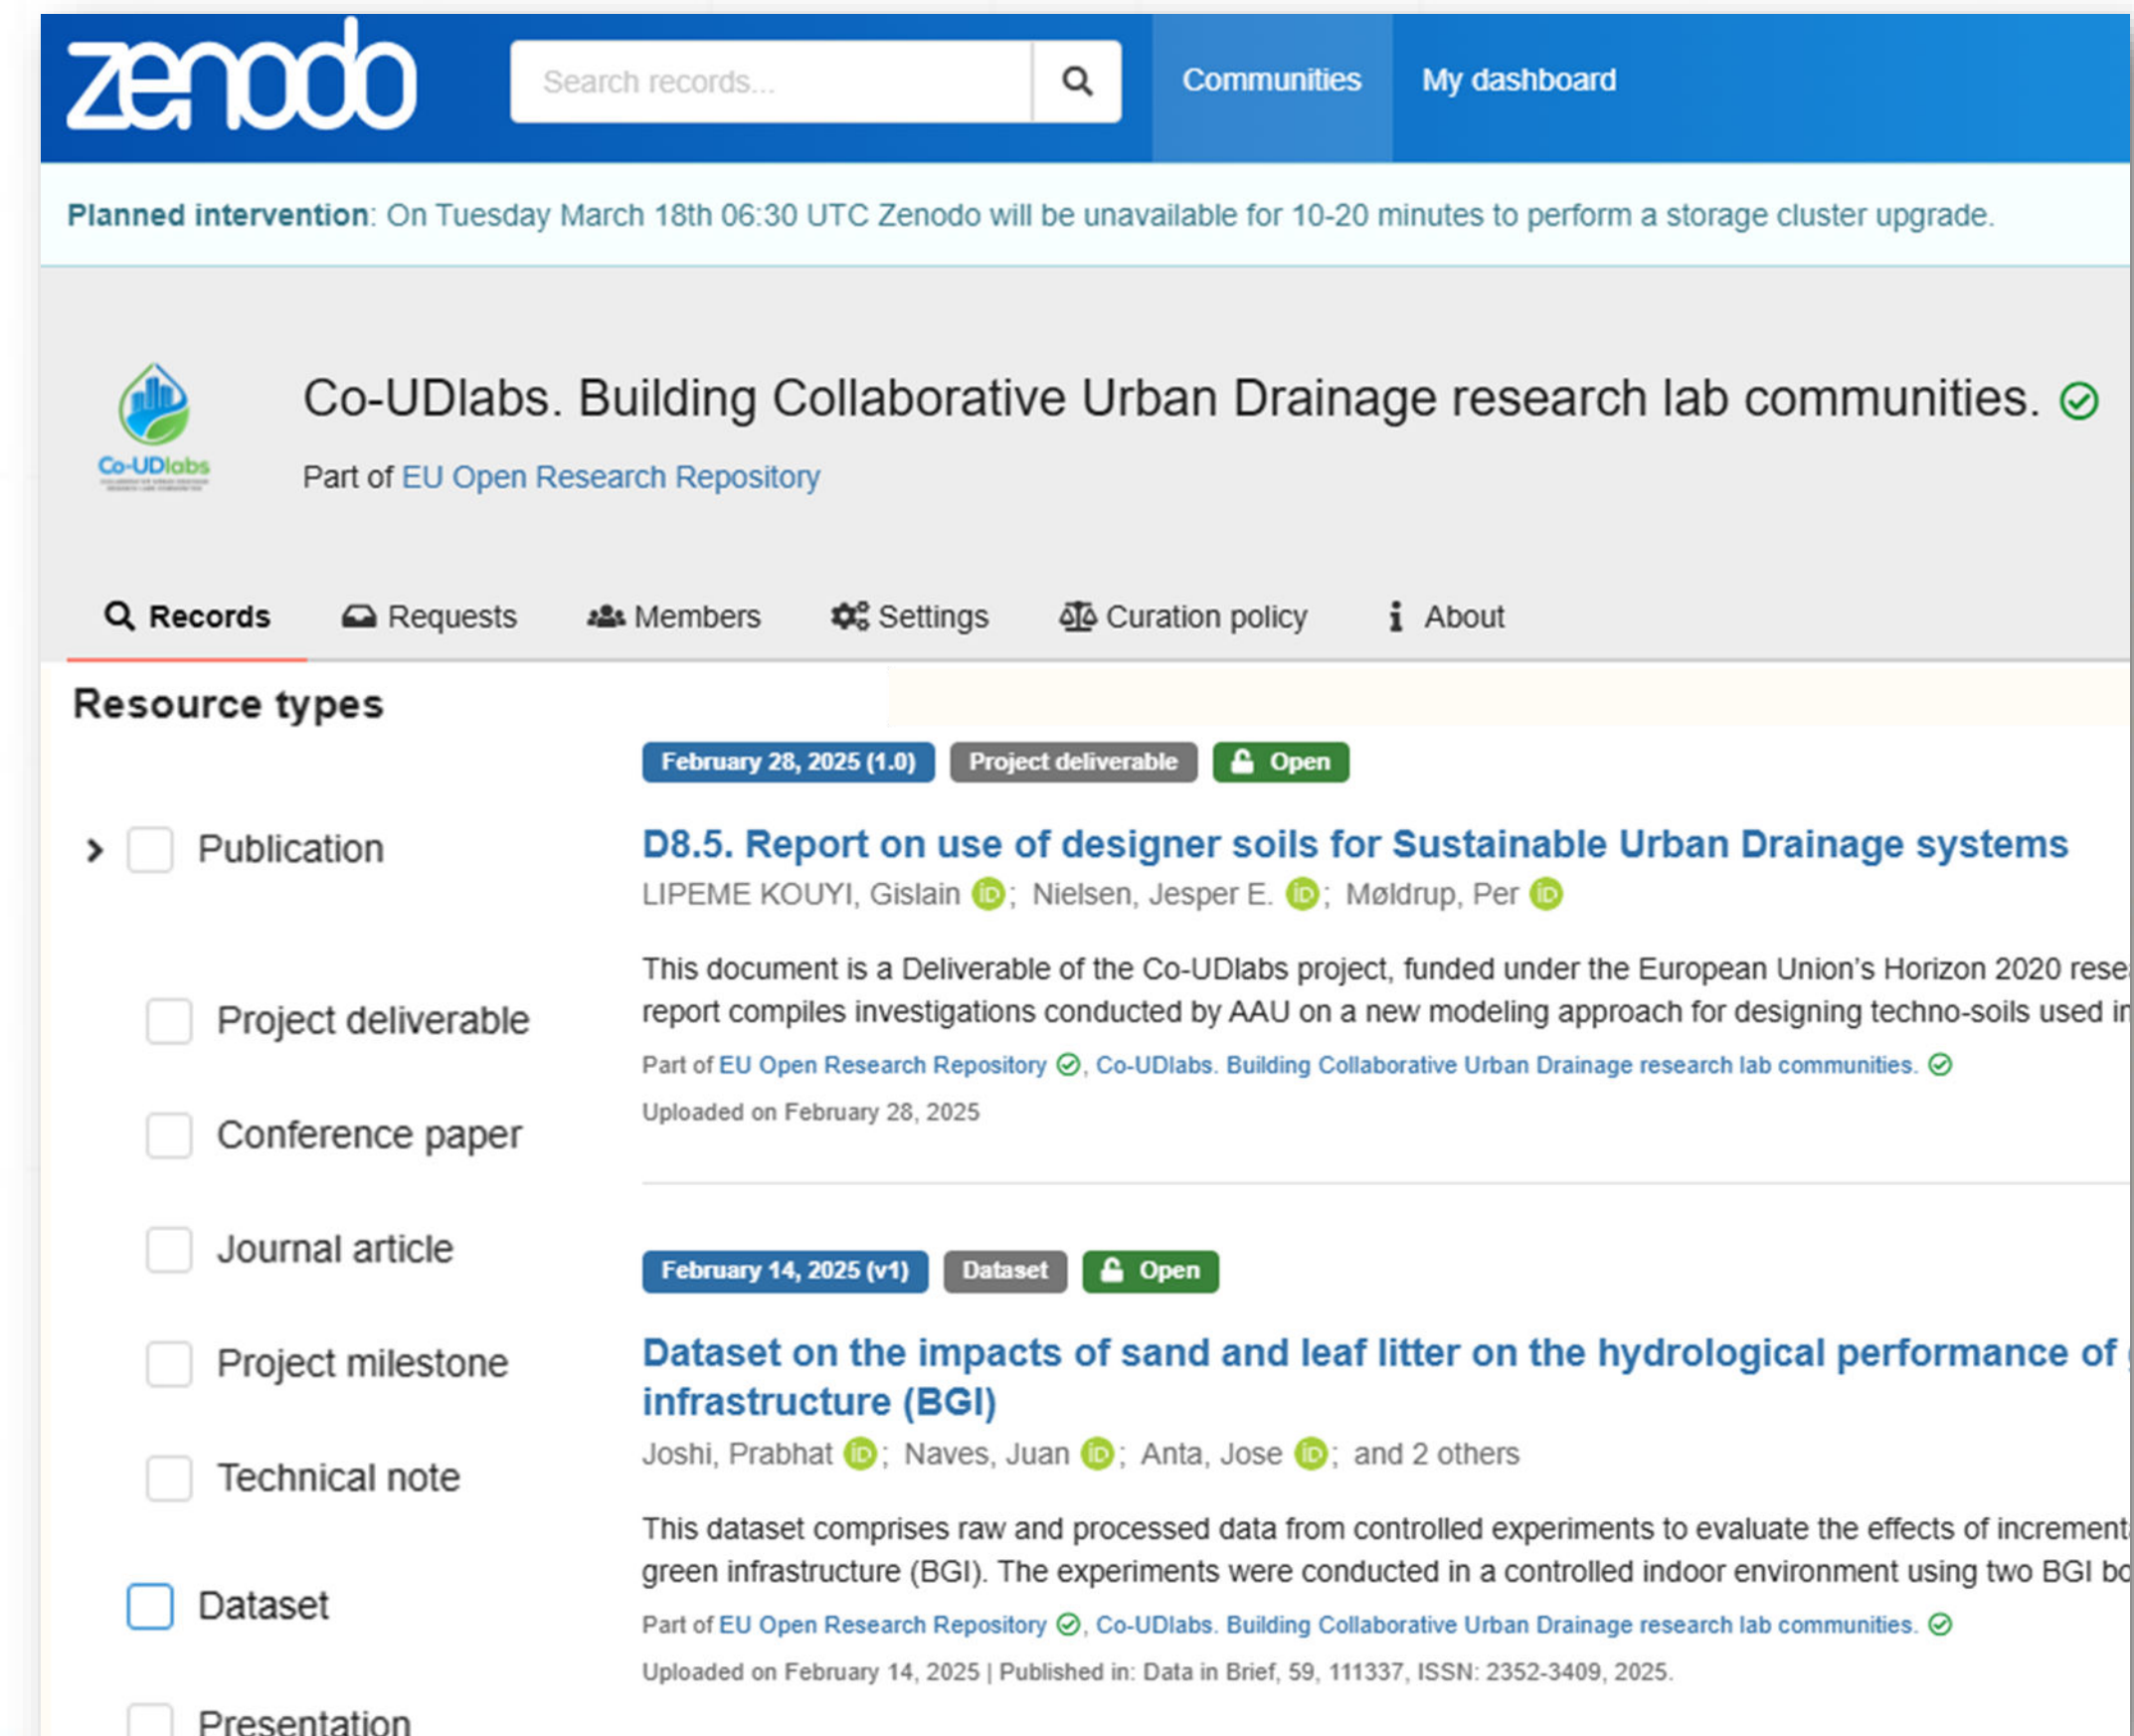 zenodo
Search records...
Communities
My dashboard
Planned intervention: On Tuesday March 18th 06:30 UTC Zenodo will be unavailable for 10-20 minutes to perform a storage cluster upgrade.
Co-UDlabs
Co-UDlabs. Building Collaborative Urban Drainage research lab communities.
Part of EU Open Research Repository
Records
Requests
Members
Settings
Curation policy
About
Resource types
Publication
Project deliverable
Conference paper
Journal article
Project milestone
Technical note
Dataset
Presentation
February 28, 2025 (1.0) Project deliverable Open
D8.5. Report on use of designer soils for Sustainable Urban Drainage systems
LIPEME KOUYI, Gislain iD; Nielsen, Jesper E. iD; Møldrup, Per iD
This document is a Deliverable of the Co-UDlabs project, funded under the European Union's Horizon 2020 rese
report compiles investigations conducted by AAU on a new modeling approach for designing techno-soils used in
Part of EU Open Research Repository, Co-UDlabs. Building Collaborative Urban Drainage research lab communities.
Uploaded on February 28, 2025
February 14, 2025 (v1) Dataset Open
Dataset on the impacts of sand and leaf litter on the hydrological performance of
infrastructure (BGI)
Joshi, Prabhat iD; Naves, Juan iD; Anta, Jose iD; and 2 others
This dataset comprises raw and processed data from controlled experiments to evaluate the effects of increment
green infrastructure (BGI). The experiments were conducted in a controlled indoor environment using two BGI bo
Part of EU Open Research Repository, Co-UDlabs. Building Collaborative Urban Drainage research lab communities.
Uploaded on February 14, 2025 | Published in: Data in Brief, 59, 111337, ISSN: 2352-3409, 2025.